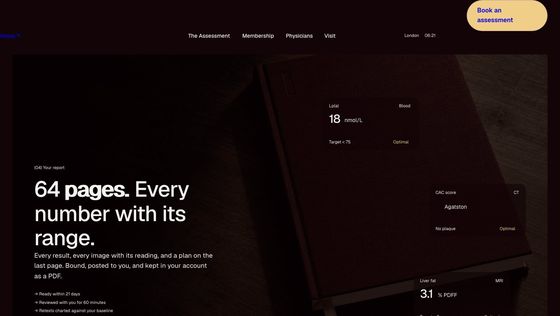 Book an
assessment
The Assessment Membership Physicians Visit
London 06:21
(04) Your report
64 pages. Every
number with its
range.
Every result, every image with its reading, and a plan on the
last page. Bound, posted to you, and kept in your account
as a PDF.
→ Ready within 21 days
→ Reviewed with you for 60 minutes
→ Retests charted against your baseline
Lp(a) Blood
18 nmol/L
Target < 75 Optimal
CAC score CT
Agatston
No plaque Optimal
Liver fat MRI
3.1 % PDFF